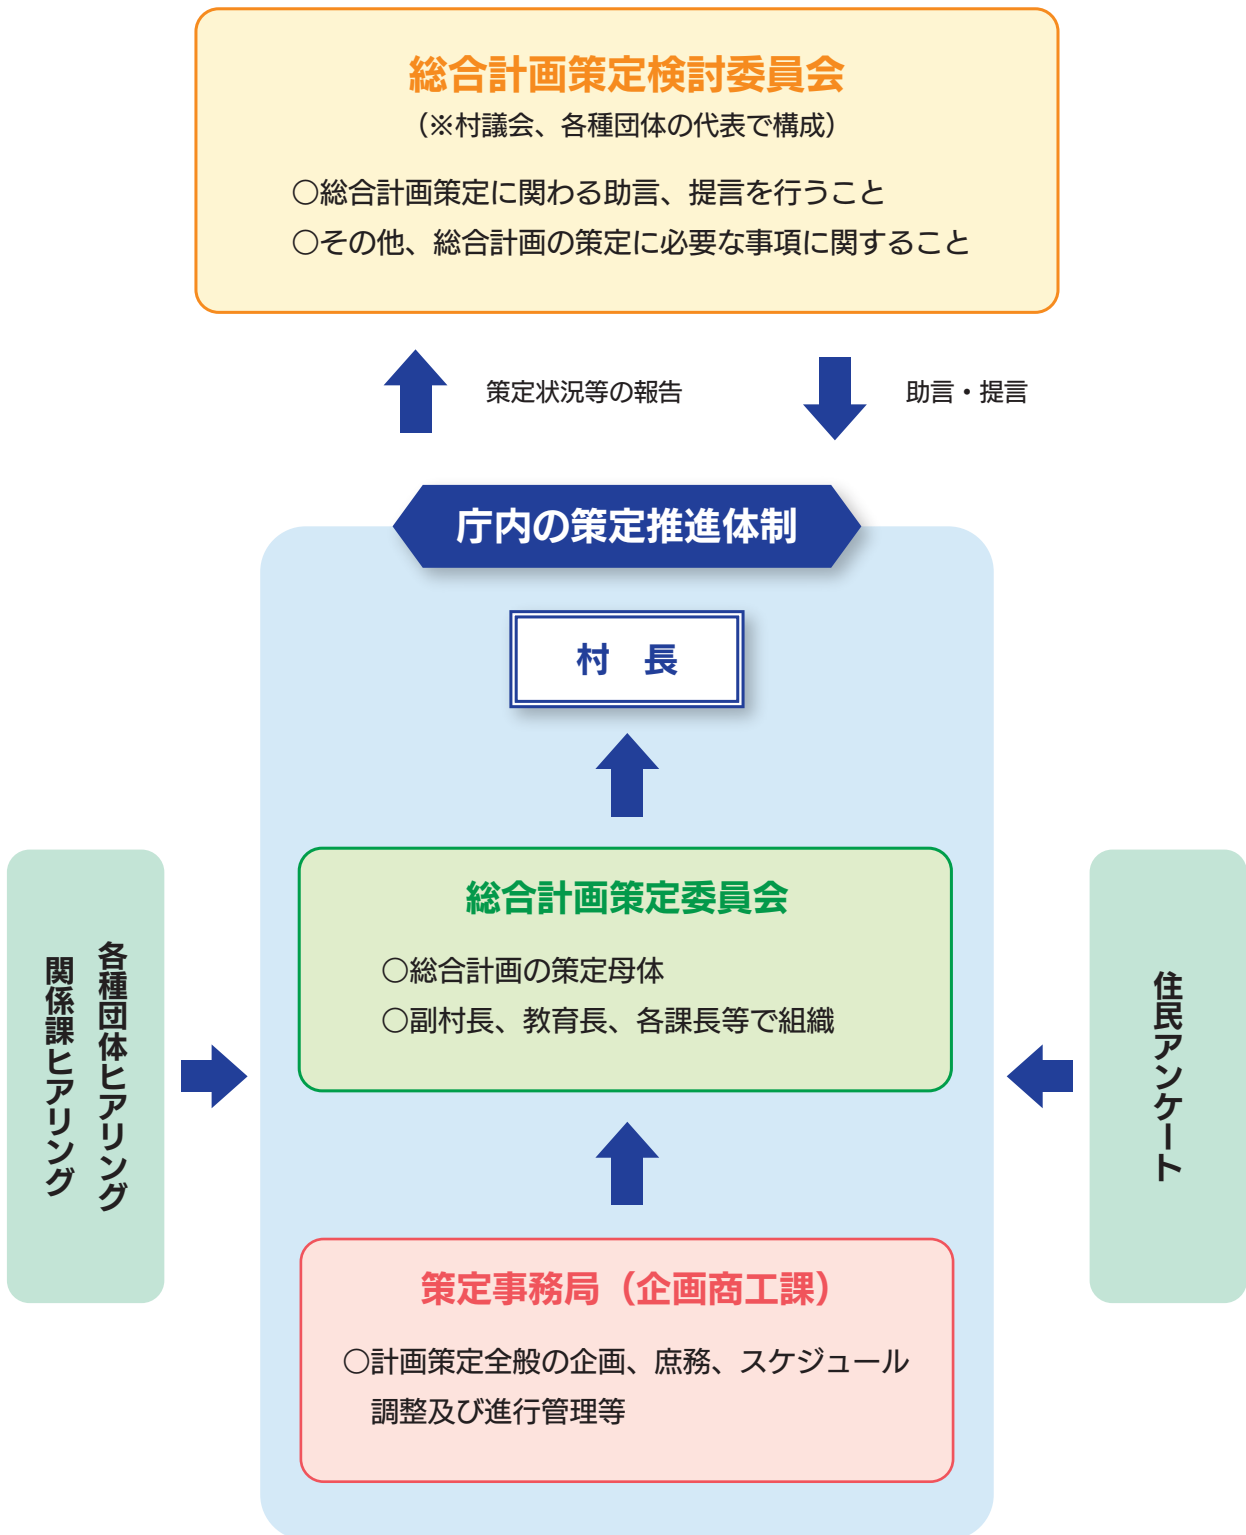 総合計画策定検討委員会
（※村議会、各種団体の代表で構成）
○総合計画策定に関わる助言、提言を行うこと
○その他、総合計画の策定に必要な事項に関すること
策定状況等の報告
助言・提言
庁内の策定推進体制
村　長
総合計画策定委員会
○総合計画の策定母体
○副村長、教育長、各課長等で組織
各種団体ヒアリング
関係課ヒアリング
住民アンケート
策定事務局（企画商工課）
○計画策定全般の企画、庶務、スケジュール
調整及び進行管理等